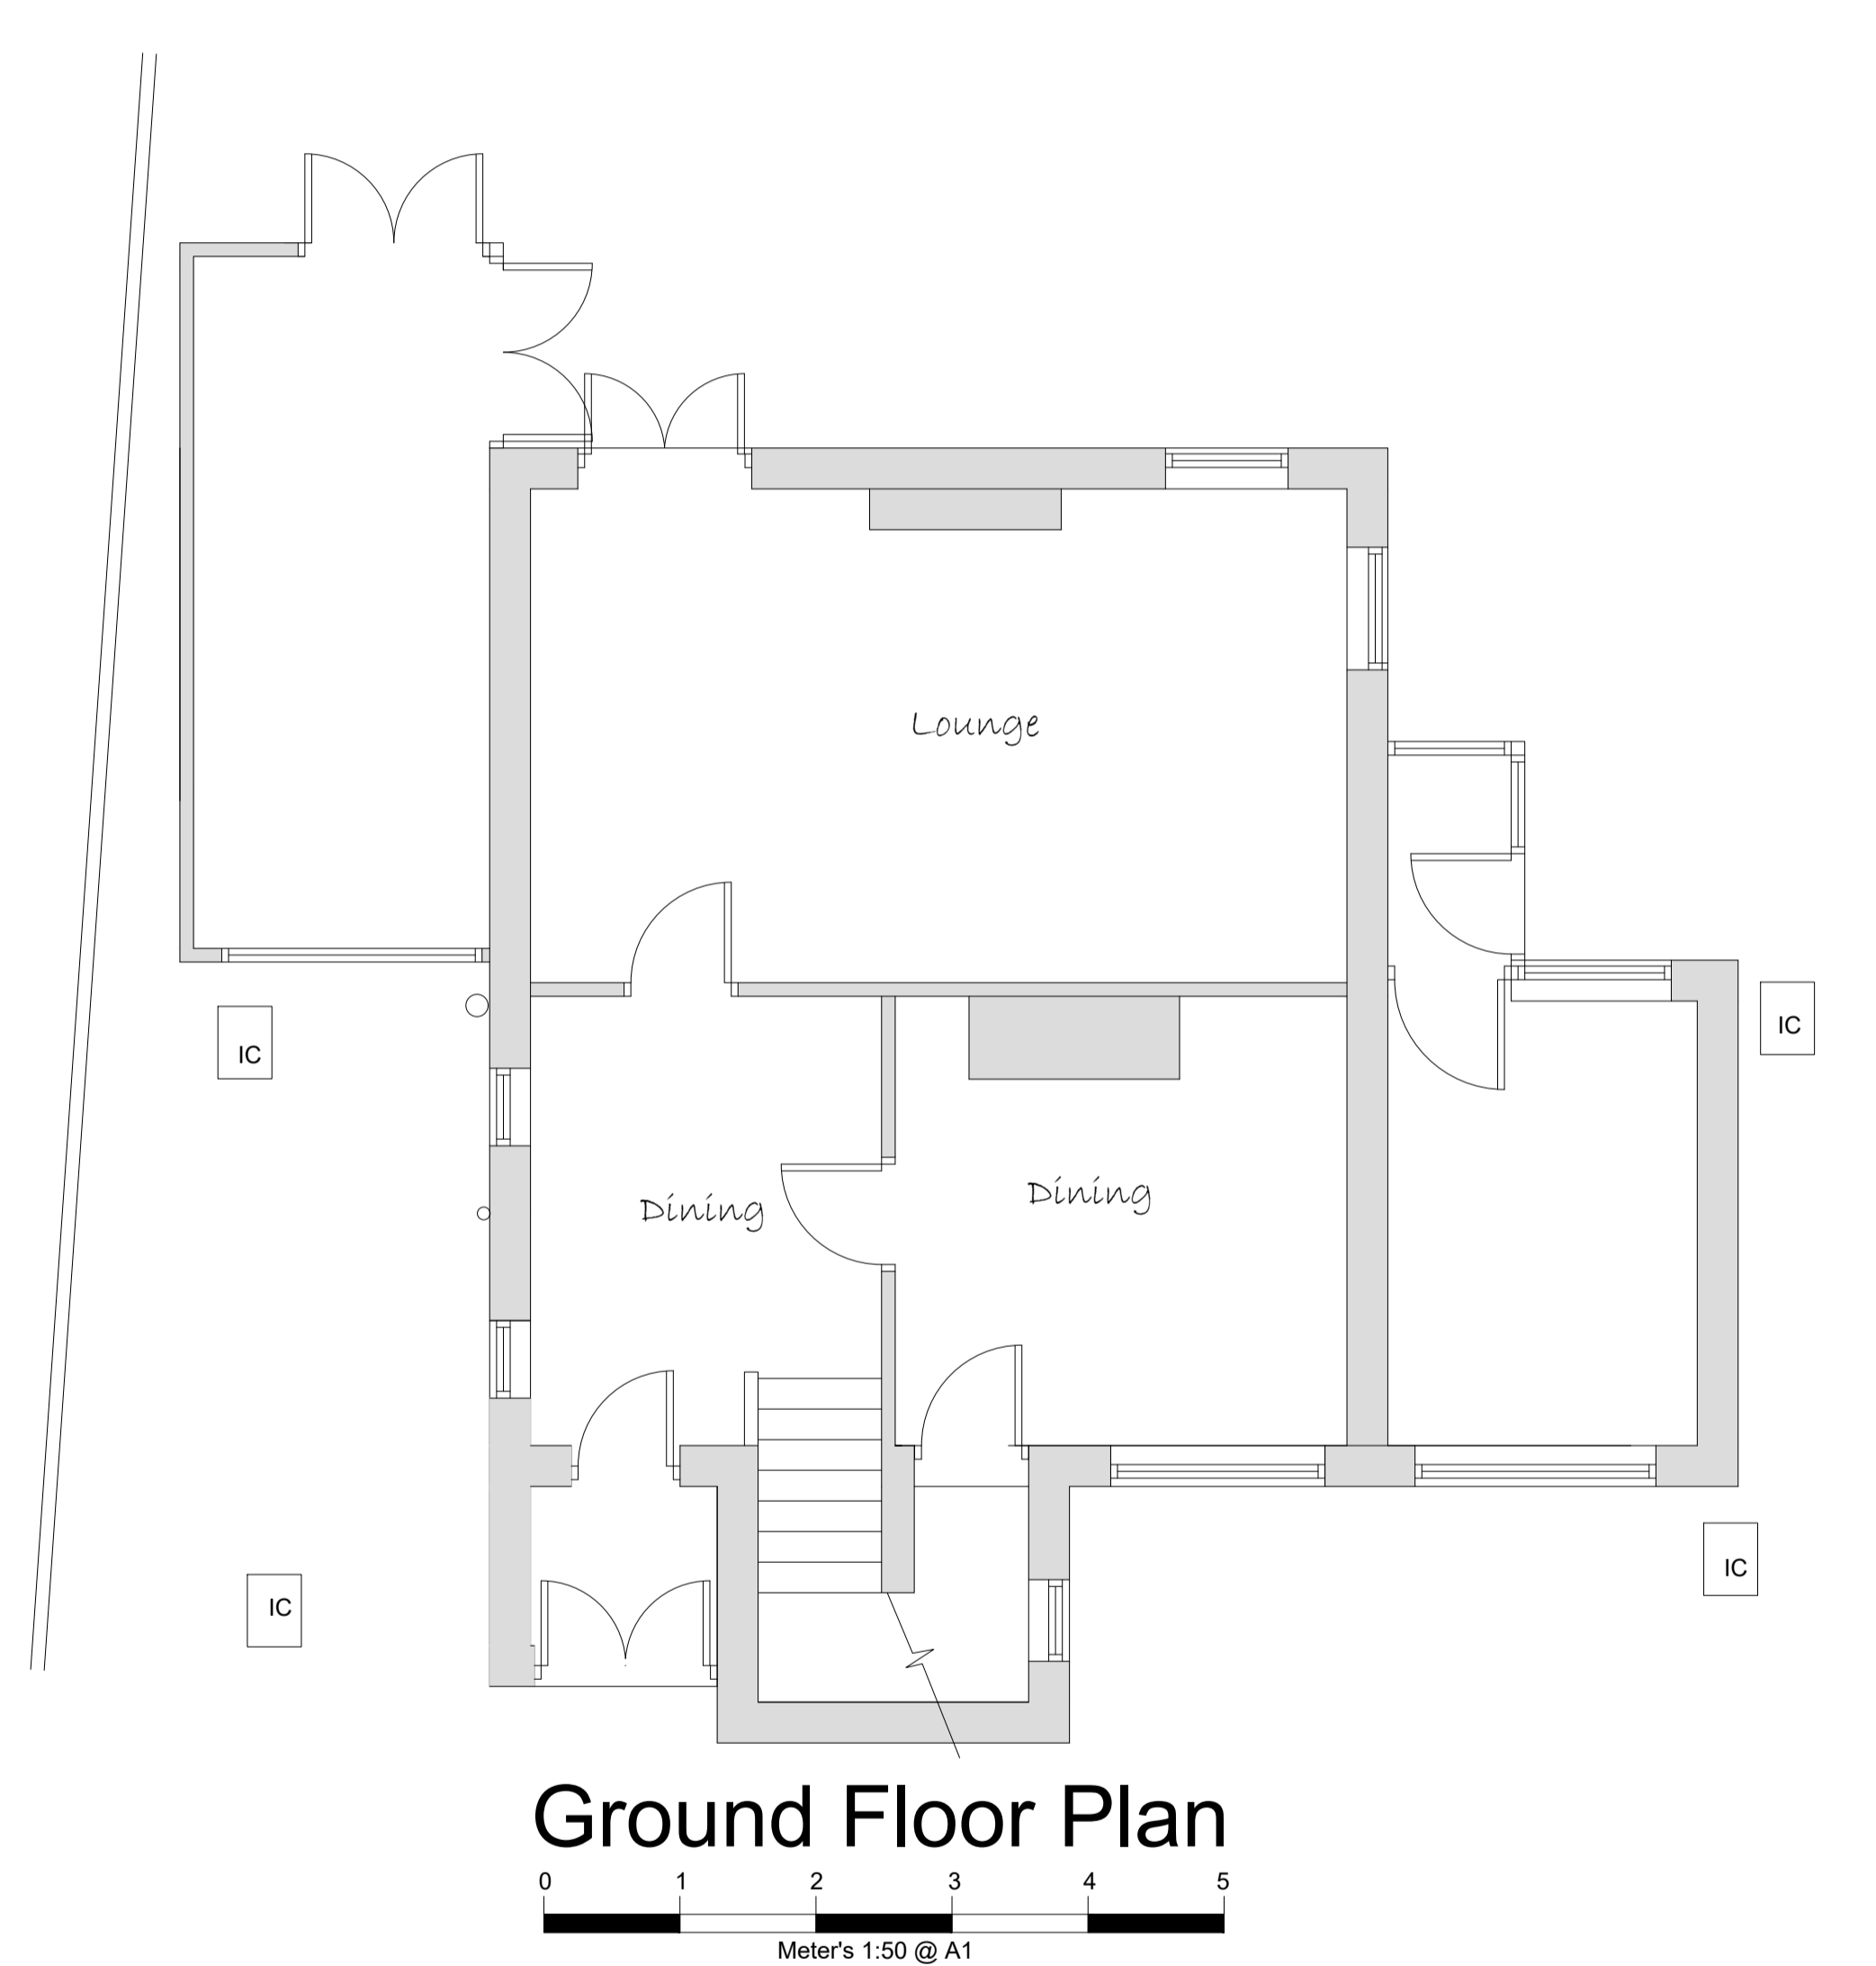 Lounge
IC
IC
Dining
Dining
IC
IC
Ground Floor Plan
0 1 2 3 4 5
Meter's 1:50 @ A1